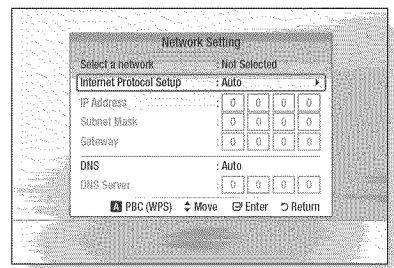 Network Setting
Select a network : Not Selected
Internet Protocol Setup : Auto
IP Address : 0 0 0 0
Subnet Mask : 0 0 0 0
Gateway : 0 0 0 0
DNS : Auto
DNS Server : 0 0 0 0
A PBC (WPS) Move Enter Return